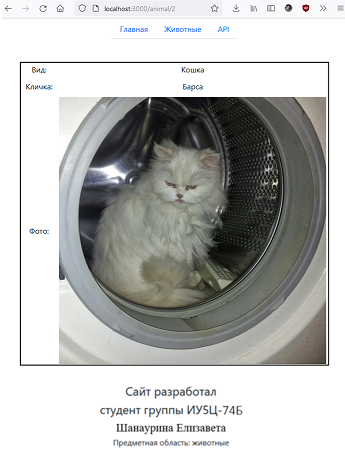 localhost:3000/animal/2
Главная Животные API
Вид: Кошка
Кличка: Барса
Фото:
Сайт разработал
студент группы ИУ5Ц-74Б
Шанаурина Елизавета
Предметная область: животные